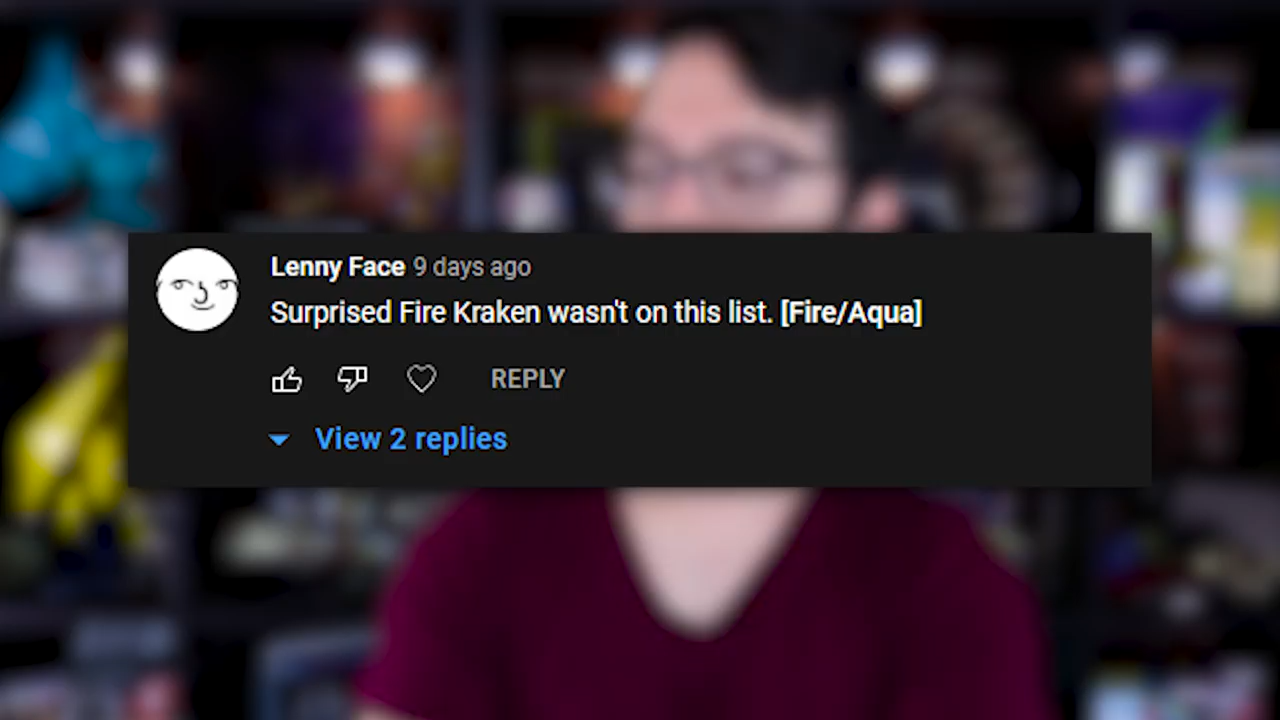 Lenny Face 9 days ago
Surprised Fire Kraken wasn't on this list. [Fire/Aqua]
REPLY
View 2 replies